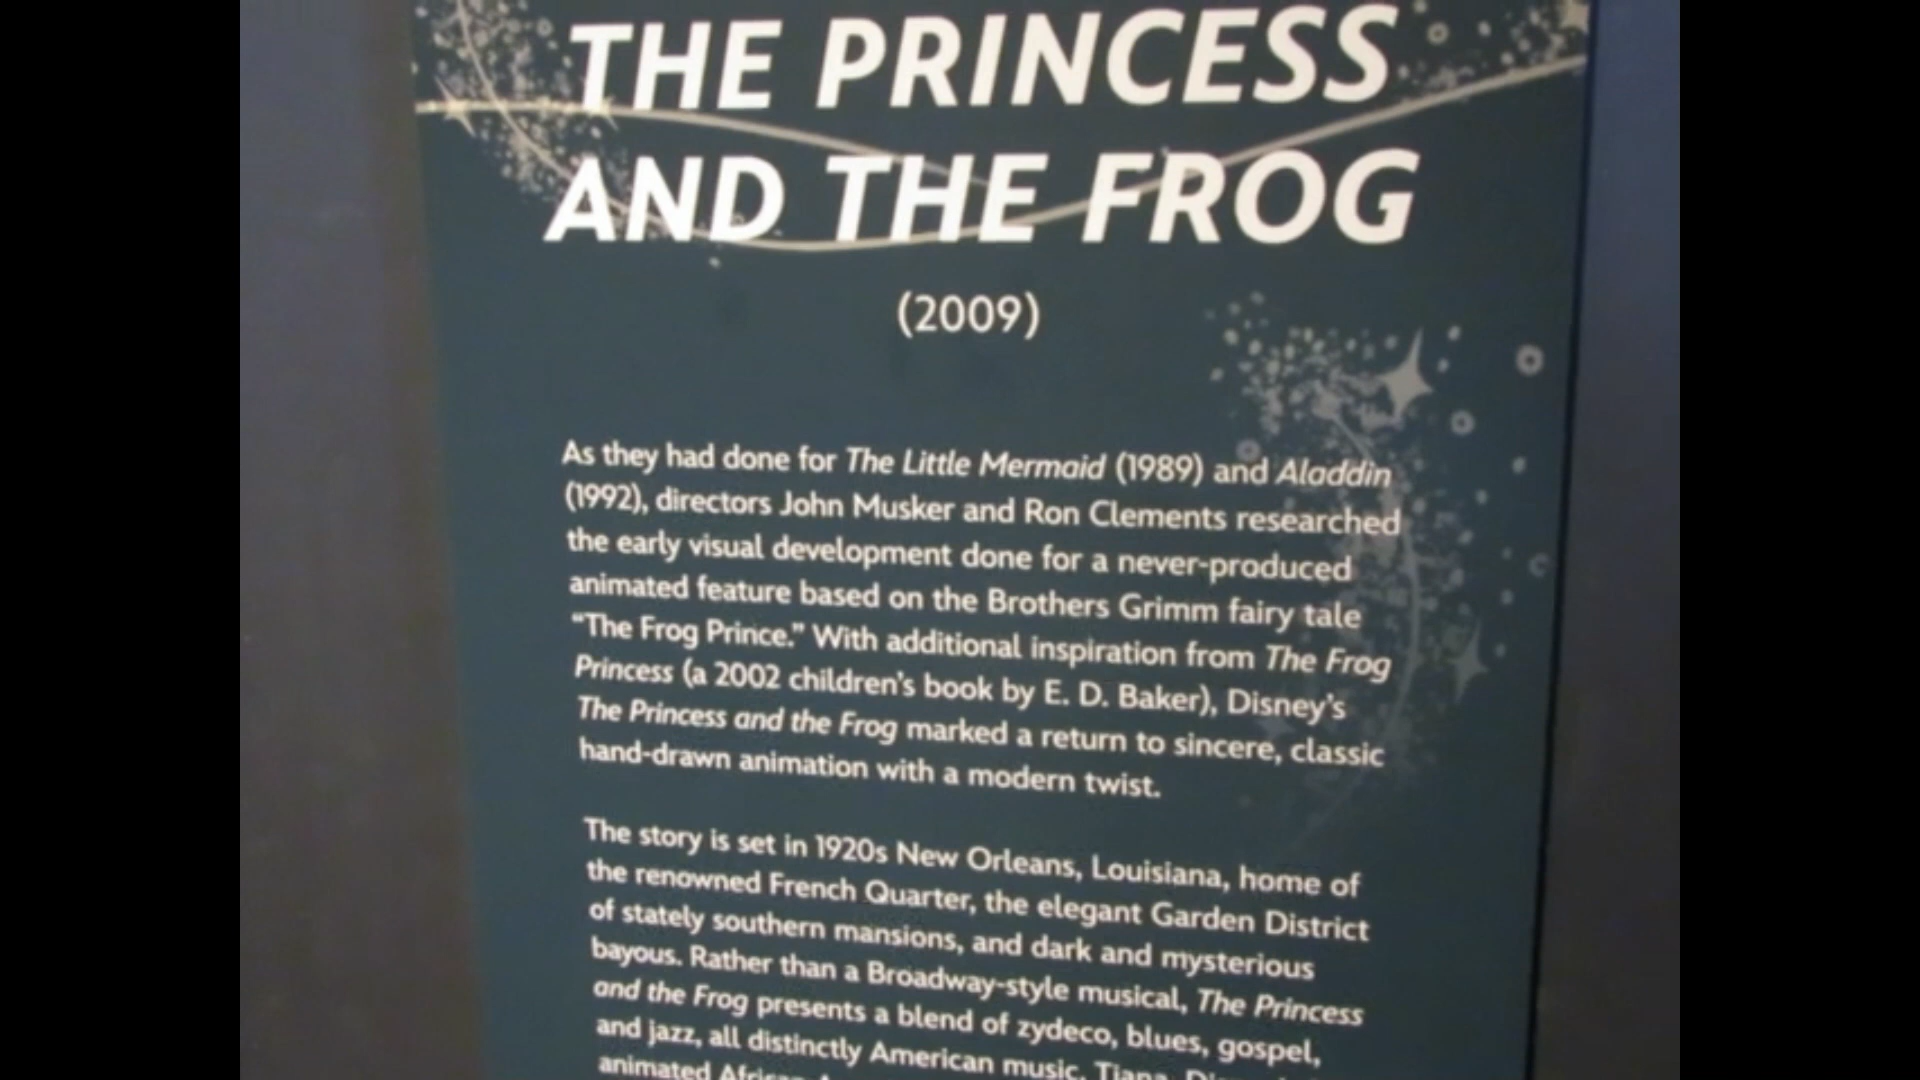 THE PRINCESS
AND THE FROG
(2009)
As they had done for The Little Mermaid (1989) and Aladdin
(1992), directors John Musker and Ron Clements researched
the early visual development done for a never-produced
animated feature based on the Brothers Grimm fairy tale
“The Frog Prince.” With additional inspiration from The Frog
Princess (a 2002 children’s book by E. D. Baker), Disney’s
The Princess and the Frog marked a return to sincere, classic
hand-drawn animation with a modern twist.
The story is set in 1920s New Orleans, Louisiana, home of
the renowned French Quarter, the elegant Garden District
of stately southern mansions, and dark and mysterious
bayous. Rather than a Broadway-style musical, The Princess
and the Frog presents a blend of zydeco, blues, gospel,
and jazz, all distinctly American music. Tiana,
animated